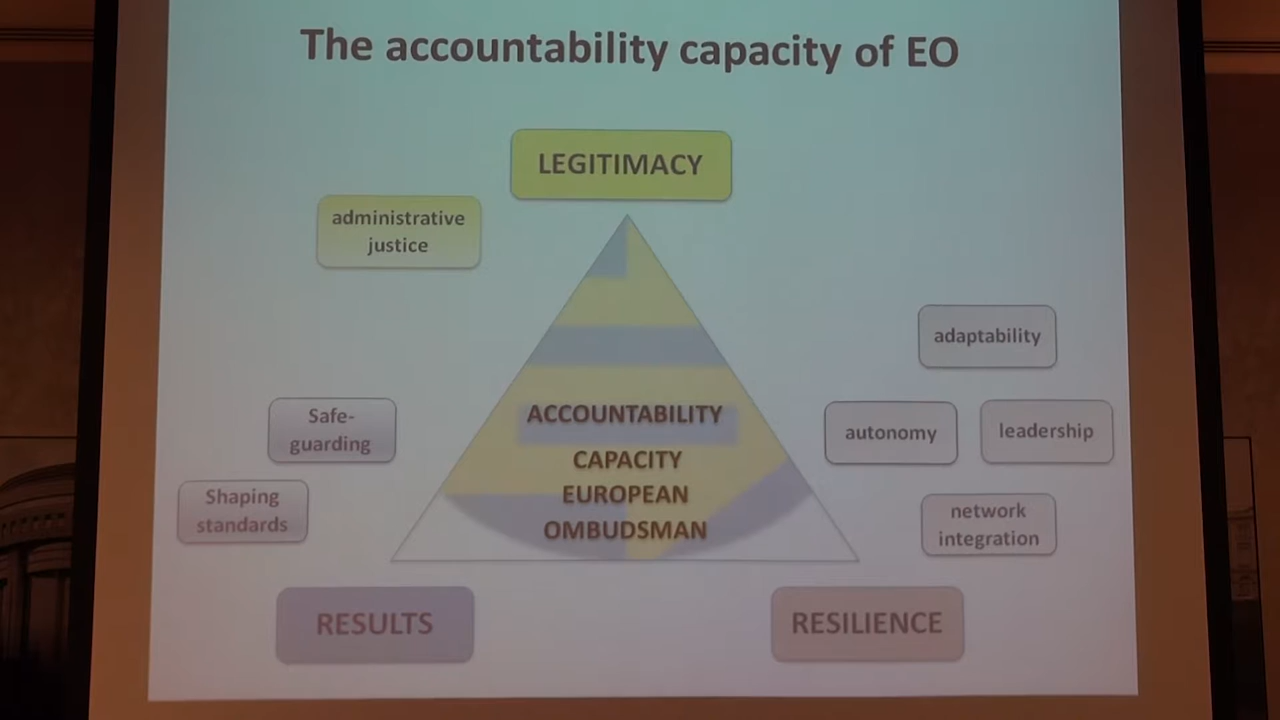 The accountability capacity of EO
LEGITIMACY
administrative
justice
adaptability
Safe-
guarding
ACCOUNTABILITY
CAPACITY
EUROPEAN
OMBUDSMAN
autonomy
leadership
Shaping
standards
network
integration
RESULTS
RESILIENCE